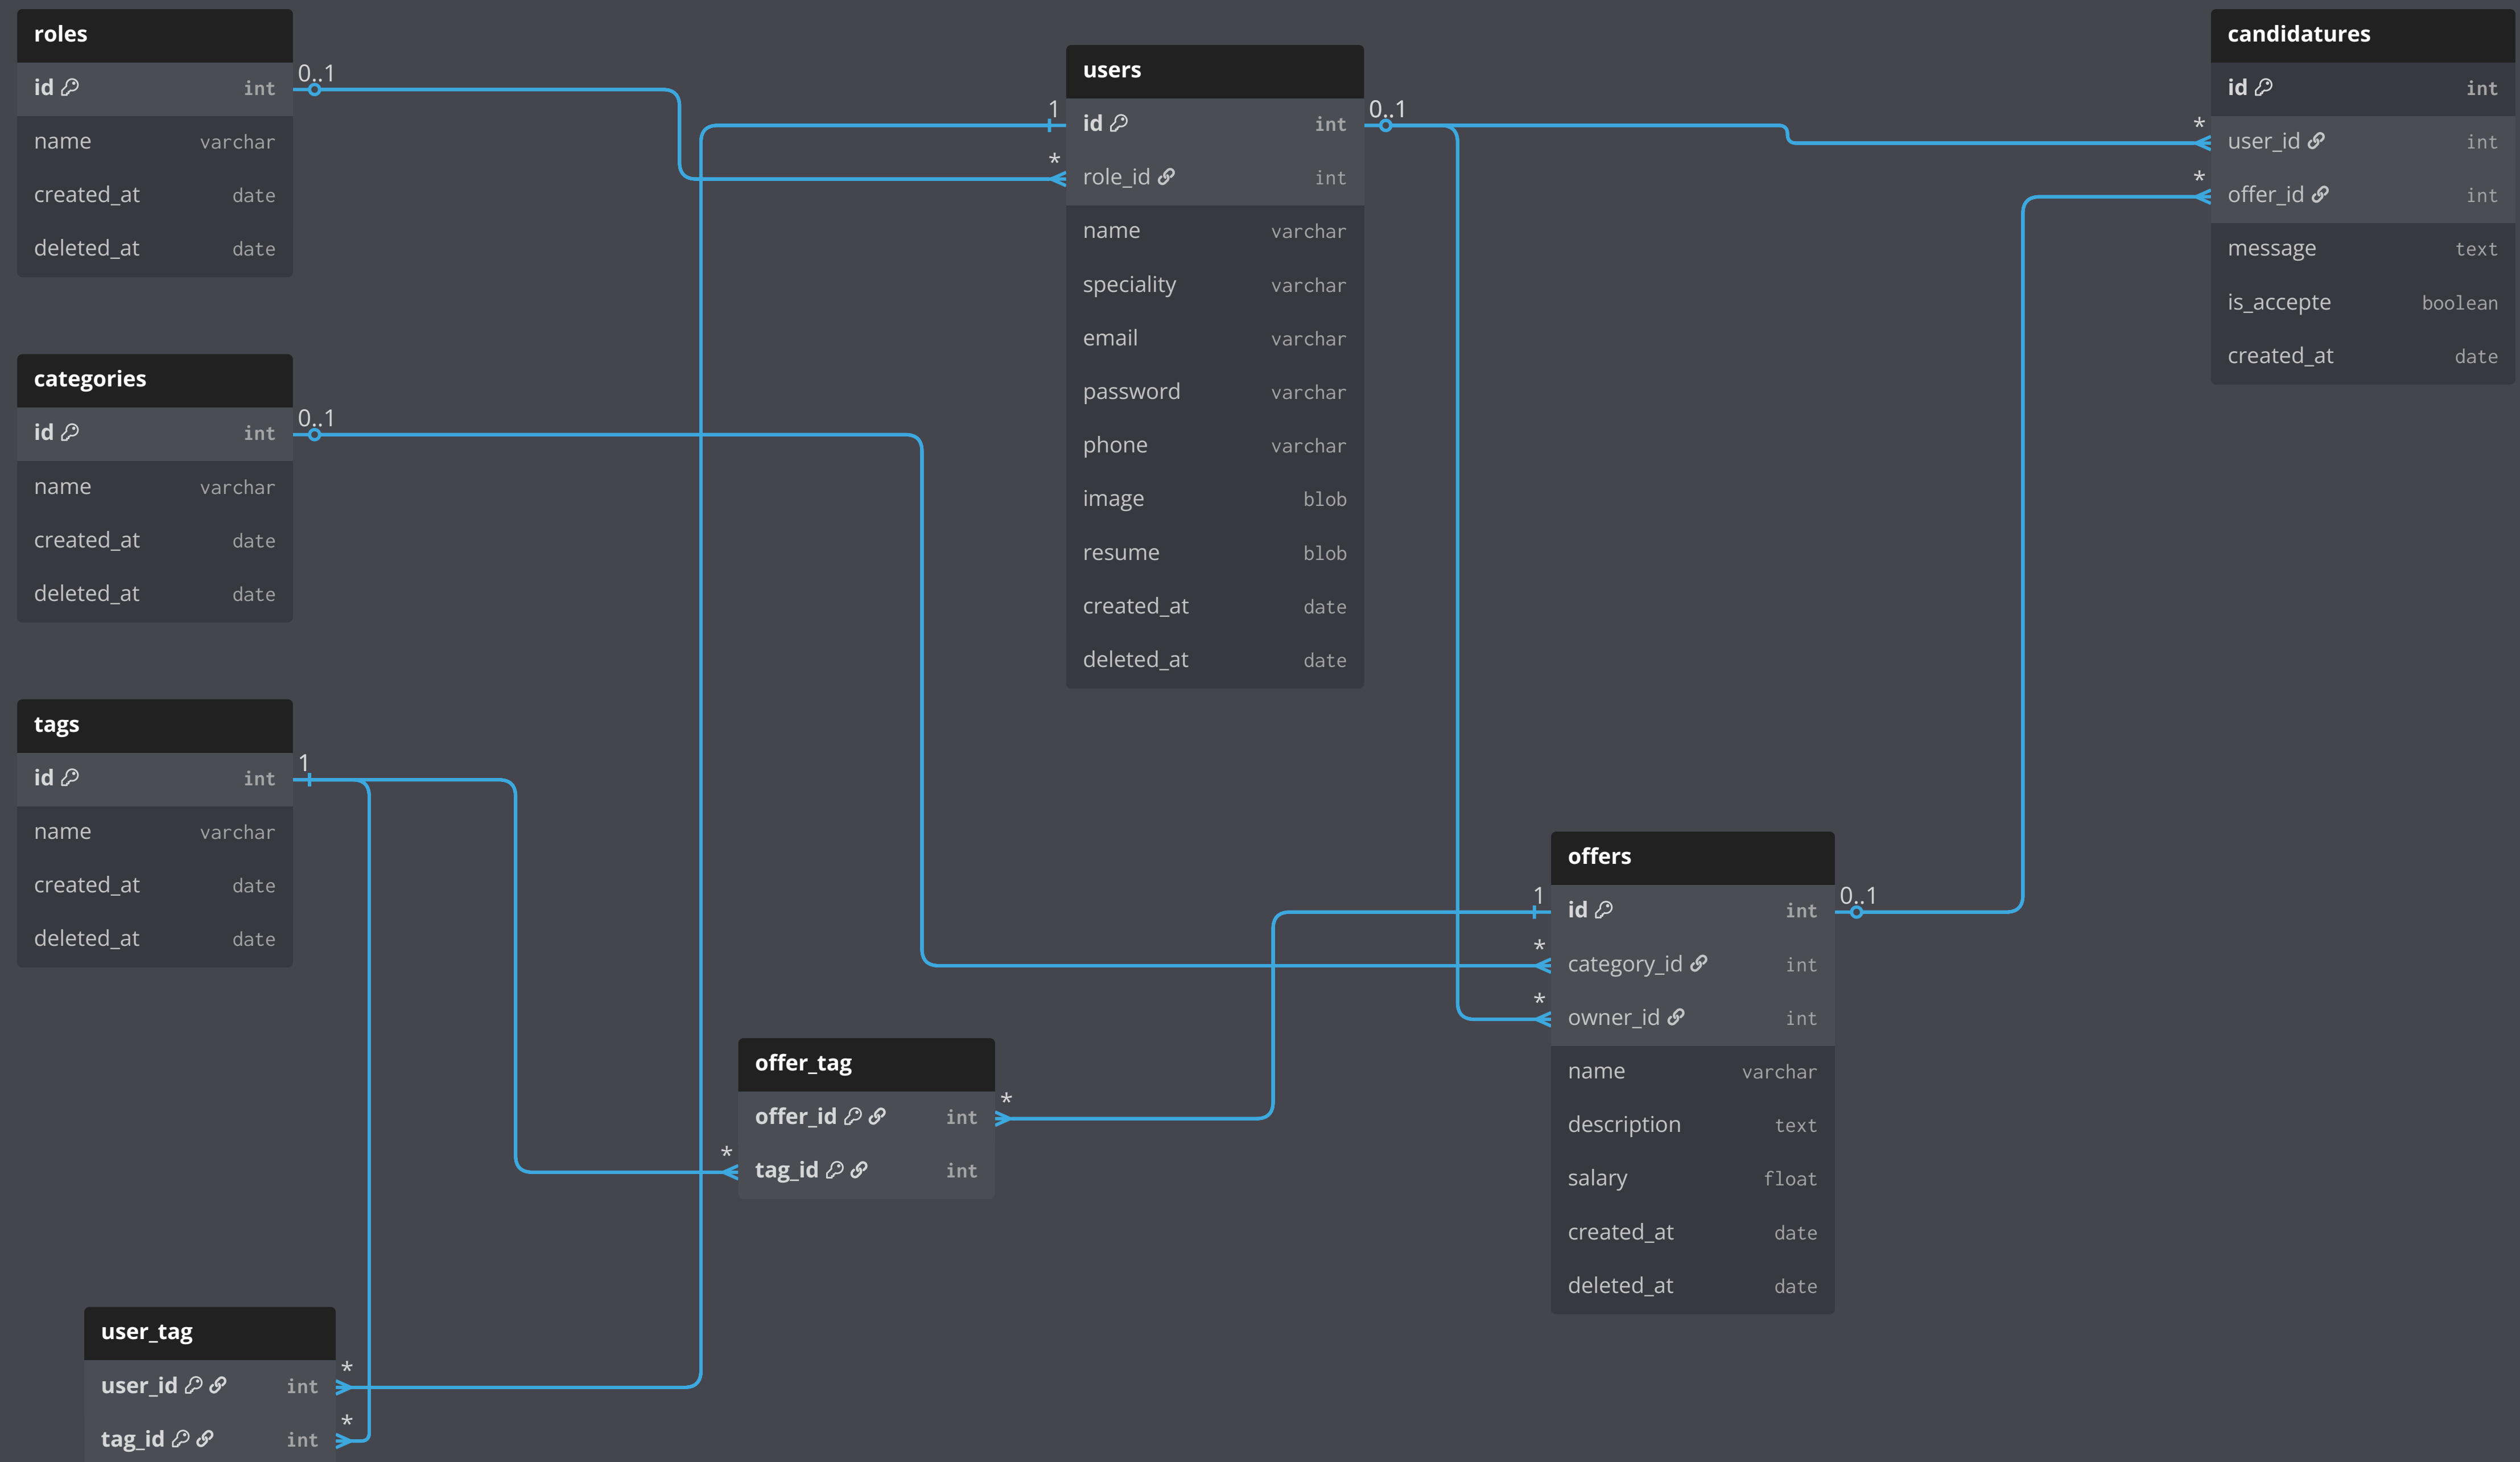 roles
id int
name varchar
created_at date
deleted_at date
0..1
categories
id int
name varchar
created_at date
deleted_at date
0..1
tags
id int
name varchar
created_at date
deleted_at date
1
user_tag
user_id int
tag_id int
*
*
offer_tag
offer_id int
tag_id int
*
*
users
id int
role_id int
name varchar
speciality varchar
email varchar
password varchar
phone varchar
image blob
resume blob
created_at date
deleted_at date
1
*
0..1
offers
id int
category_id int
owner_id int
name varchar
description text
salary float
created_at date
deleted_at date
1
*
*
0..1
candidatures
id int
user_id int
offer_id int
message text
is_accepte boolean
created_at date
*
*